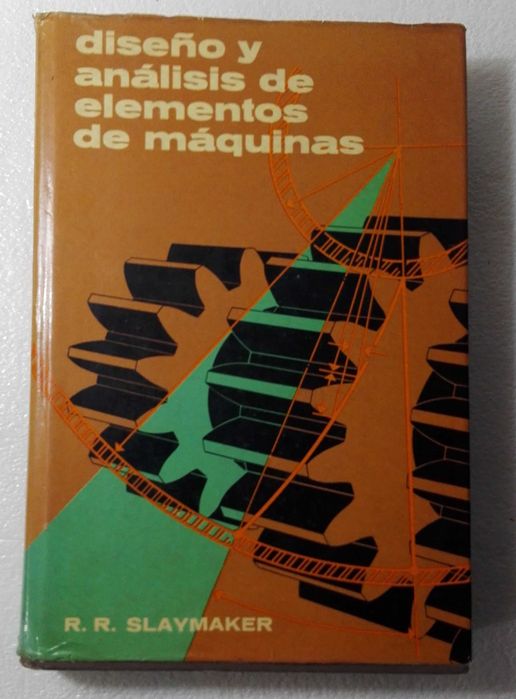 diseño y
análisis de
elementos
de máquinas
R. R. SLAYMAKER